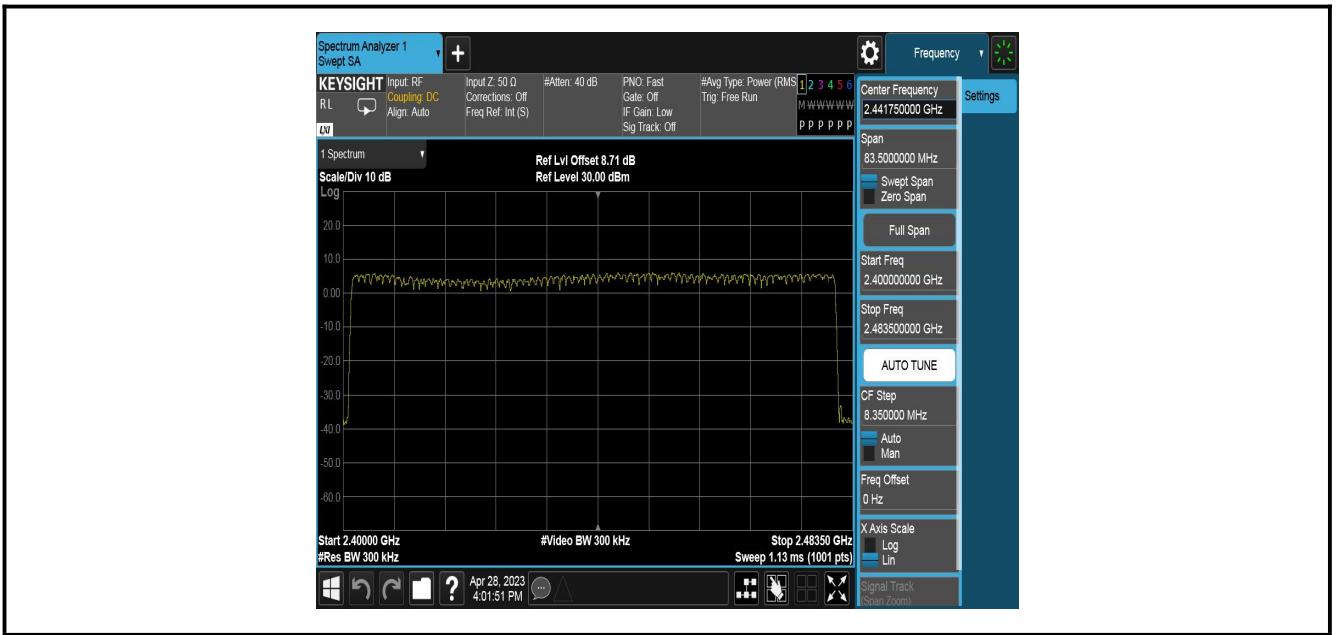 Spectrum Analyzer 1
Swept SA
+
Frequency
KEYSIGHT
RL
LXI
Input: RF
Coupling: DC
Align: Auto
Input Z: 50 Ω
Corrections: Off
Freq Ref: Int (S)
#Atten: 40 dB
PNO: Fast
Gate: Off
IF Gain: Low
Sig Track: Off
#Avg Type: Power (RMS
Trig: Free Run
1 2 3 4 5 6
M W W W W W
P P P P P P
Center Frequency
2.441750000 GHz
Settings
Span
83.5000000 MHz
Swept Span
Zero Span
Full Span
Start Freq
2.400000000 GHz
Stop Freq
2.483500000 GHz
AUTO TUNE
CF Step
8.350000 MHz
Auto
Man
Freq Offset
0 Hz
X Axis Scale
Log
Lin
Signal Track
(Span Zoom)
1 Spectrum
Scale/Div 10 dB
Ref Lvl Offset 8.71 dB
Ref Level 30.00 dBm
Log
20.0
10.0
0.00
-10.0
-20.0
-30.0
-40.0
-50.0
-60.0
Start 2.40000 GHz
#Video BW 300 kHz
Stop 2.48350 GHz
#Res BW 300 kHz
Sweep 1.13 ms (1001 pts)
?
Apr 28, 2023
4:01:51 PM